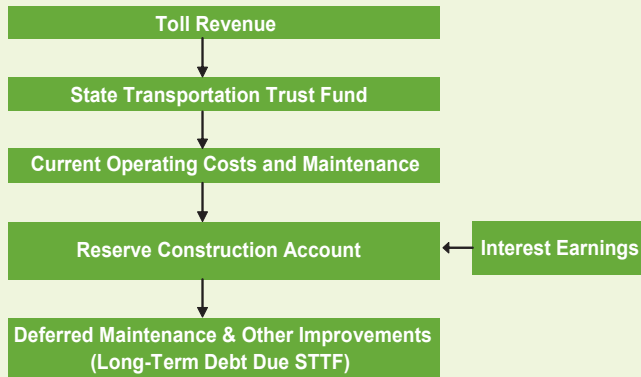 Toll Revenue
State Transportation Trust Fund
Current Operating Costs and Maintenance
Reserve Construction Account
Interest Earnings
Deferred Maintenance & Other Improvements
(Long-Term Debt Due STTF)